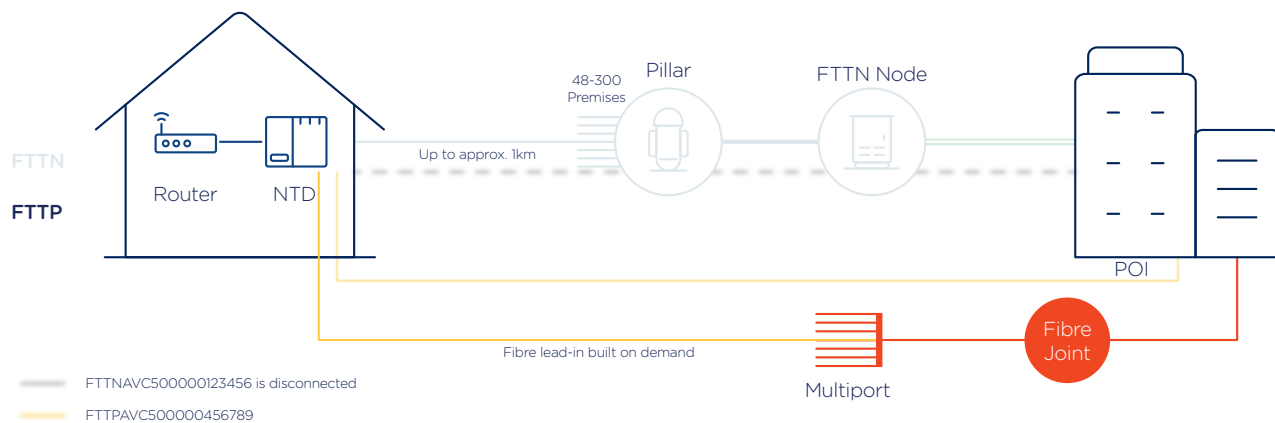 48-300
Premises
Pillar
FTTN Node
FTTN
Up to approx. 1km
Router
NTD
FTTP
POI
Fibre
Joint
Fibre lead-in built on demand
Multiport
FTTNAVC500000123456 is disconnected
FTTPAVC500000456789